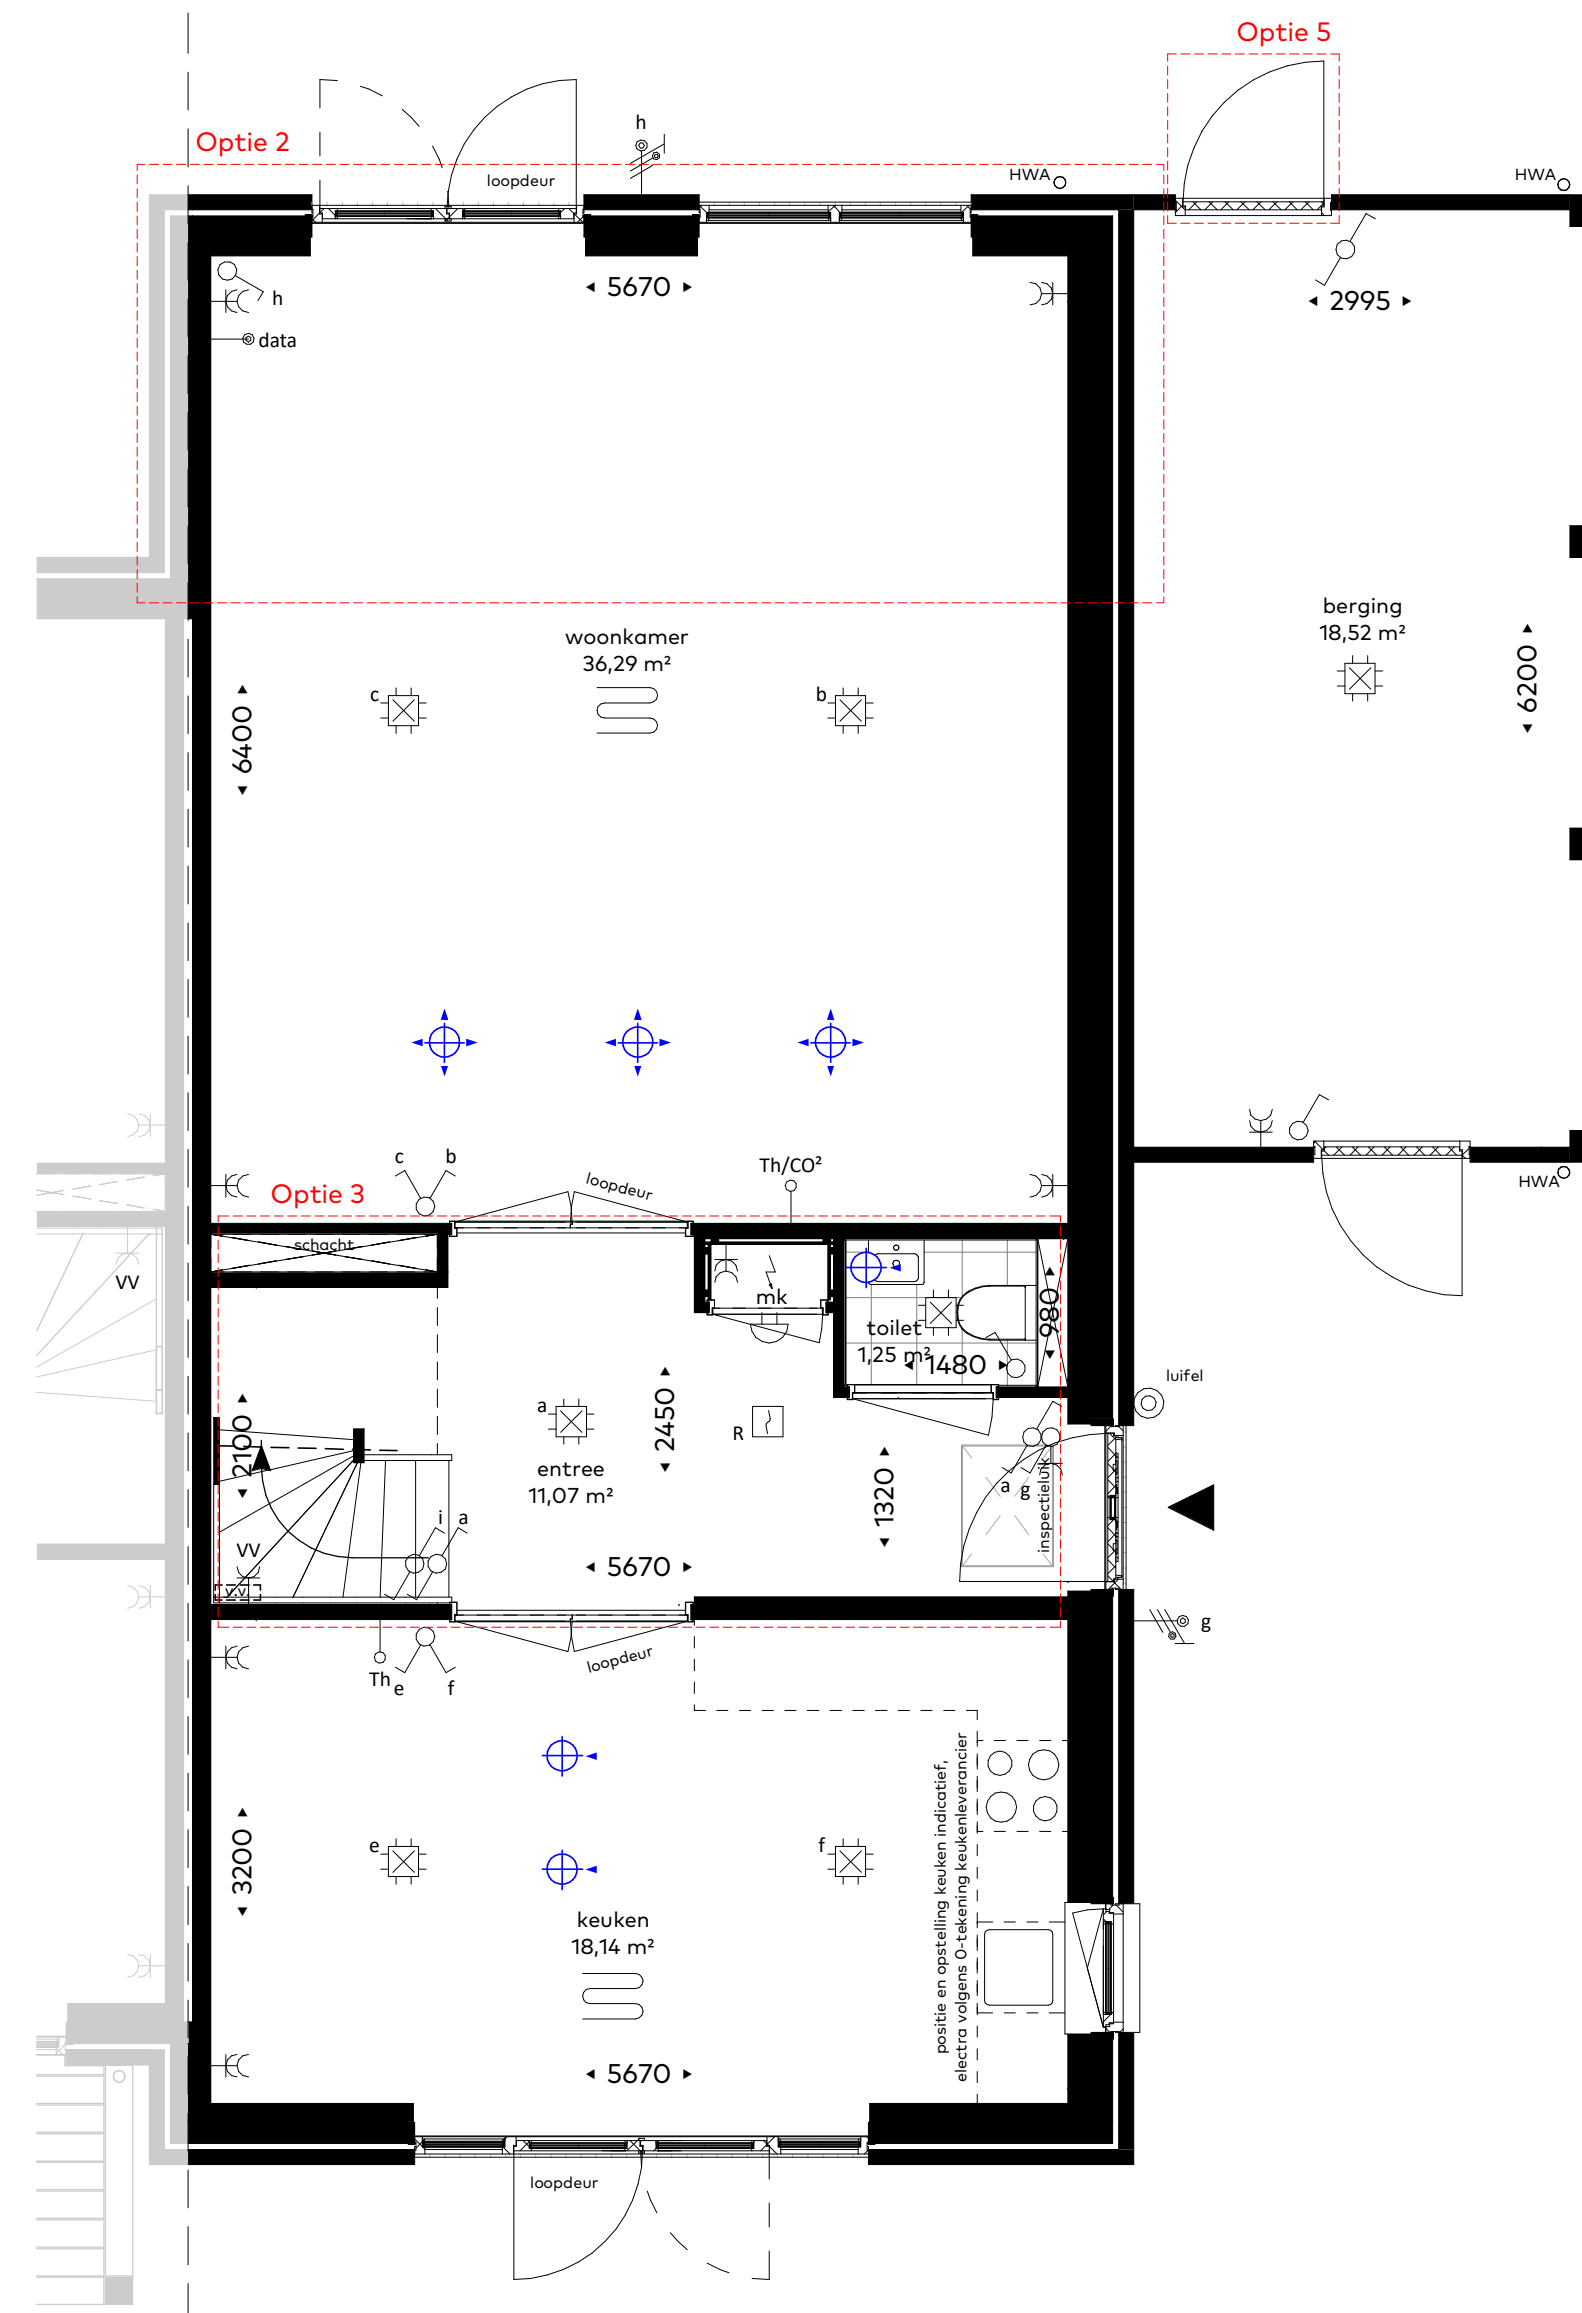 Optie 5
Optie 2
h
loopdeur
HWA
HWA
h
5670
2995
data
berging
18,52 m²
woonkamer
36,29 m²
6200
c
b
6400
c
b
loopdeur
Th/CO²
HWA
Optie 3
schacht
VV
mk
980
toilet
1,25 m²
1480
luifel
a
2450
R
2100
entree
11,07 m²
1320
a
g
inspectieluik
i
a
VV
5670
v.v.
g
loopdeur
Th
e
f
positie en opstelling keuken indicatief,
electra volgens 0-tekening keukenleverancier
e
f
3200
keuken
18,14 m²
5670
loopdeur